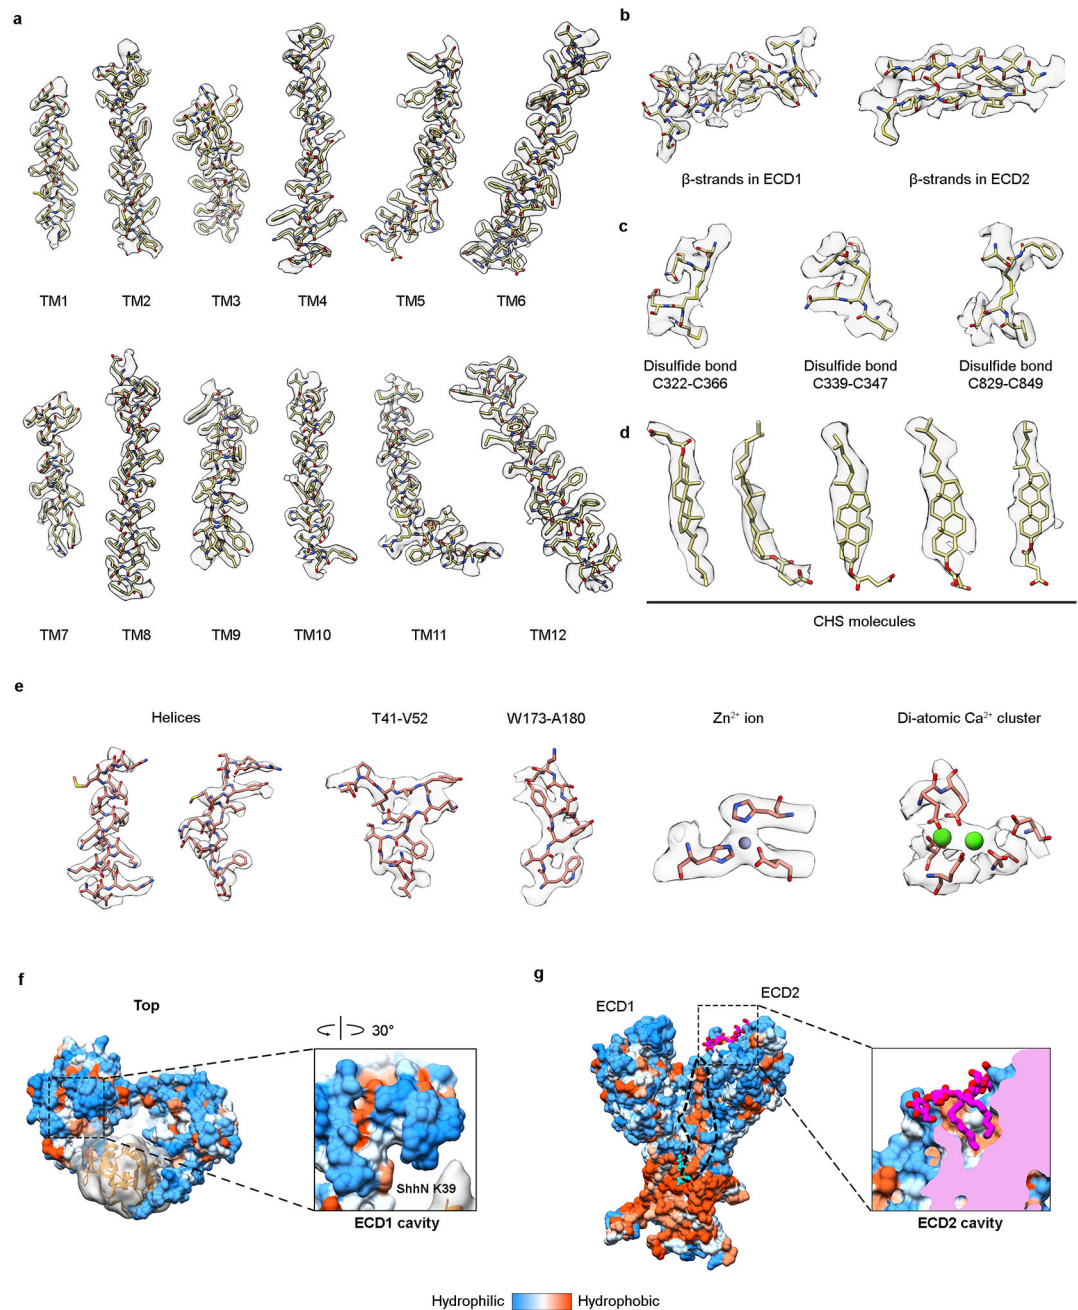 a
TM1
TM2
TM3
TM4
TM5
TM6
TM7
TM8
TM9
TM10
TM11
TM12
b
β-strands in ECD1
β-strands in ECD2
c
Disulfide bond
C322-C366
Disulfide bond
C339-C347
Disulfide bond
C829-C849
d
CHS molecules
e
Helices
T41-V52
W173-A180
Zn²⁺ ion
Di-atomic Ca²⁺ cluster
f
Top
30°
ShhN K39
ECD1 cavity
g
ECD1
ECD2
ECD2 cavity
Hydrophilic
Hydrophobic